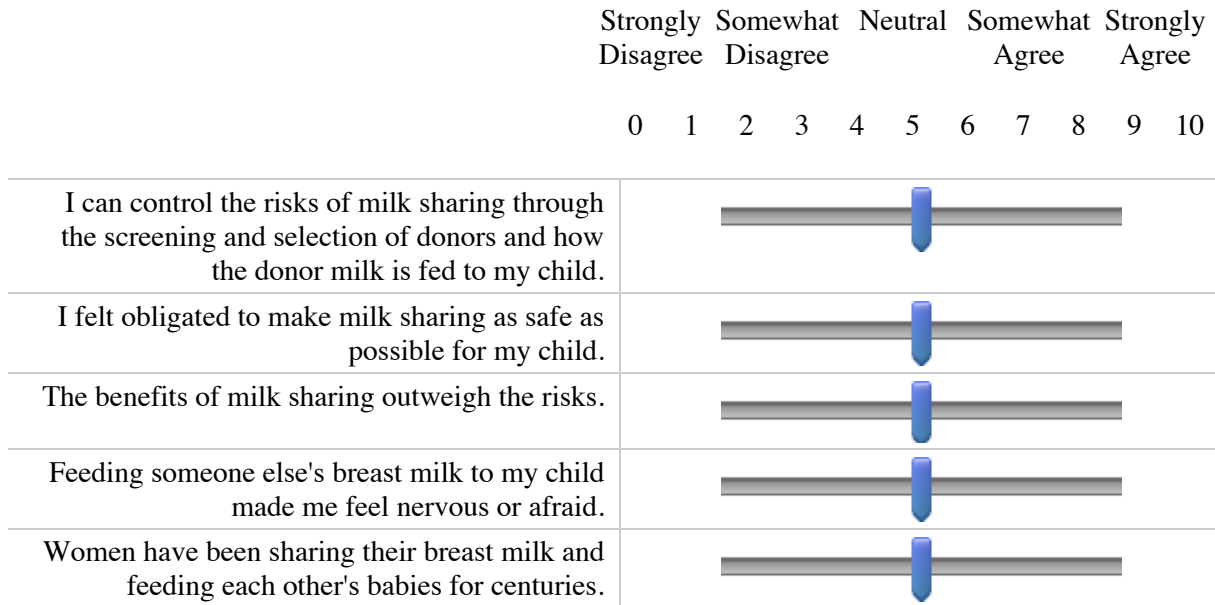 Strongly Somewhat Neutral Somewhat Strongly
Disagree Disagree Agree Agree
0 1 2 3 4 5 6 7 8 9 10
I can control the risks of milk sharing through
the screening and selection of donors and how
the donor milk is fed to my child.
I felt obligated to make milk sharing as safe as
possible for my child.
The benefits of milk sharing outweigh the risks.
Feeding someone else's breast milk to my child
made me feel nervous or afraid.
Women have been sharing their breast milk and
feeding each other's babies for centuries.